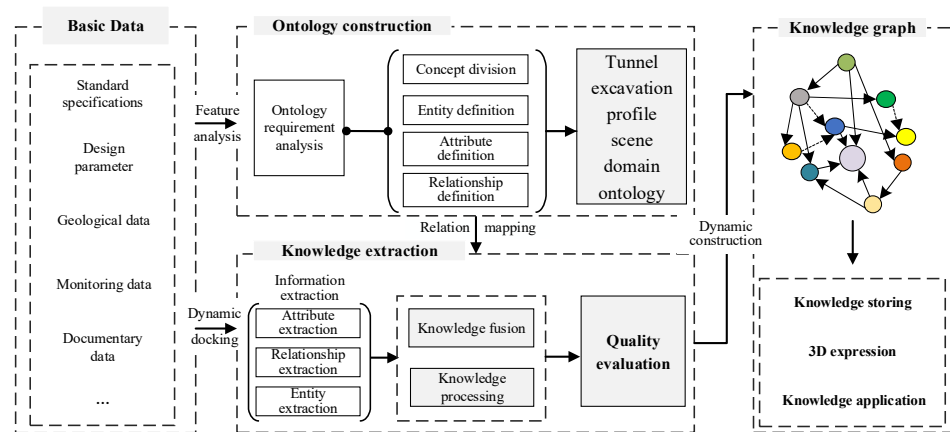 Basic Data
Standard
specifications
Design
parameter
Geological data
Monitoring data
Documentary
data
...
Feature
analysis
Dynamic
docking
Ontology construction
Ontology
requirement
analysis
Concept division
Entity definition
Attribute
definition
Relationship
definition
Tunnel
excavation
profile
scene
domain
ontology
Relation mapping
Knowledge extraction
Information
extraction
Attribute
extraction
Relationship
extraction
Entity
extraction
Knowledge fusion
Knowledge
processing
Quality
evaluation
Dynamic
construction
Knowledge graph
Knowledge storing
3D expression
Knowledge application